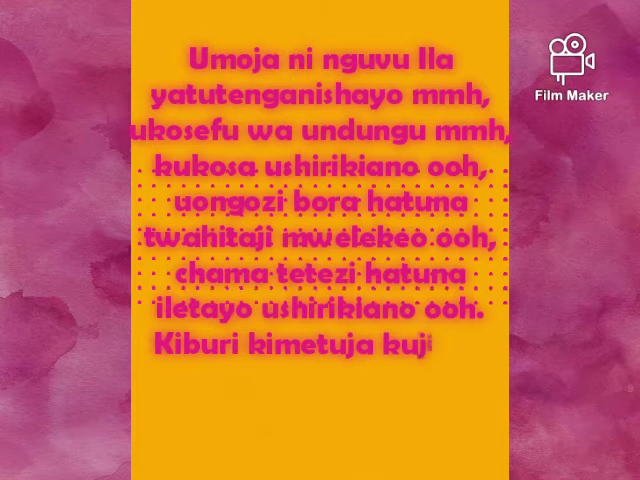 Umoja ni nguvu Ila
yatutenganishayo mmh,
ukosefu wa undungu mmh,
kukosa ushirikiano ooh,
uongozi bora hatuna
twahitaji mwelekeo ooh,
chama tetezi hatuna
iletayo ushirikiano ooh.
Kiburi kimetuja kuji
Film Maker